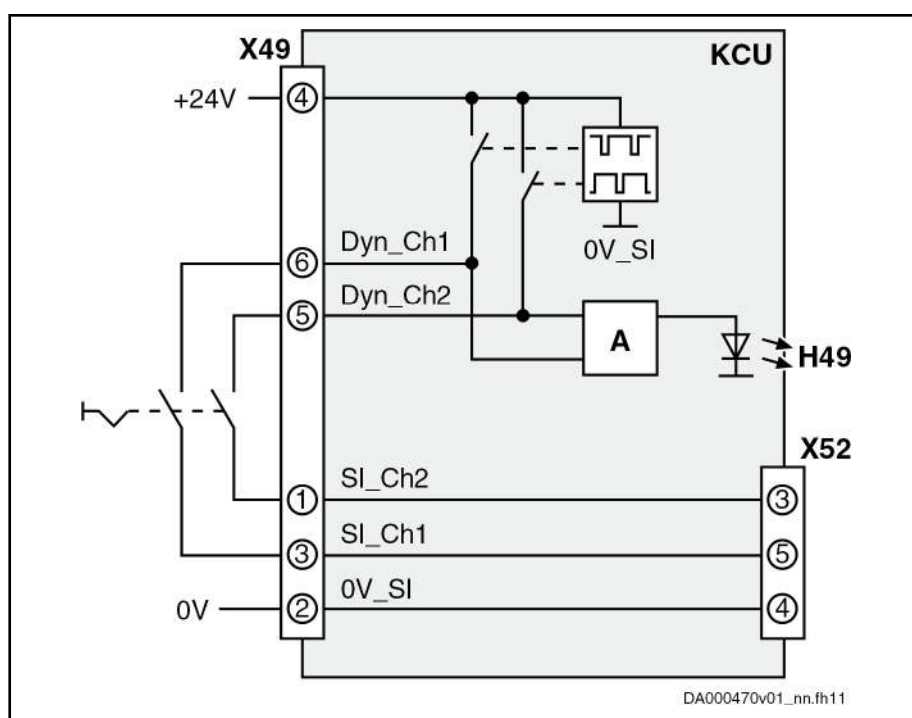 X49
KCU
+24V
④
⑥
Dyn_Ch1
0V_SI
⑤
Dyn_Ch2
A
H49
X52
①
SI_Ch2
③
③
SI_Ch1
⑤
0V
②
0V_SI
④
DA000470v01_nn.fh11